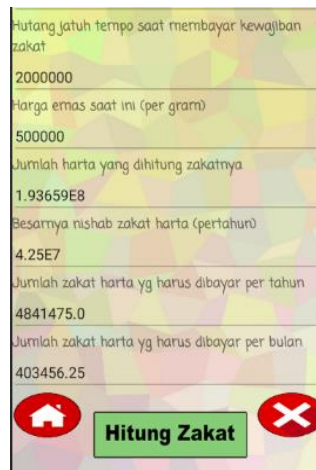 Hutang jatuh tempo saat membayar kewajiban
zakat
2000000
Harga emas saat ini (per gram)
500000
Jumlah harta yang dihitung zakatnya
1.93659E8
Besarnya nishab zakat harta (pertahun)
4.25E7
Jumlah zakat harta yg harus dibayar per tahun
4841475.0
Jumlah zakat harta yg harus dibayar per bulan
403456.25
Hitung Zakat